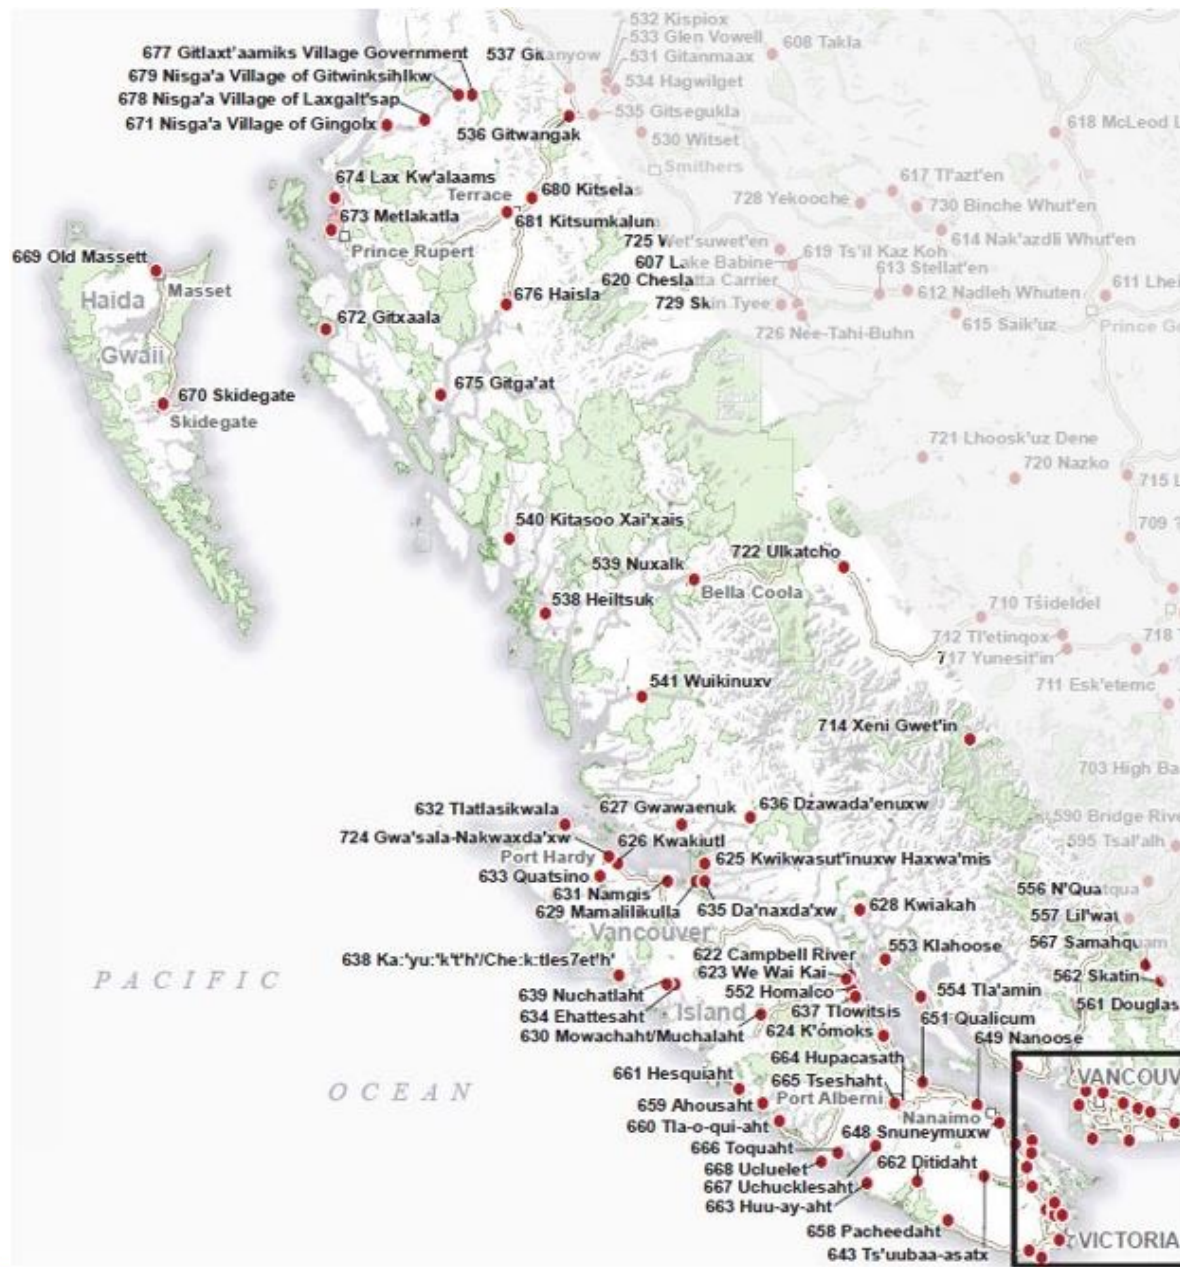 532 Kispiox
533 Glen Vowell
677 Gitlaxt'aamiks Village Government
537 Gitanyow
531 Gitanmaax
608 Takla
679 Nisga'a Village of Gitwinksihlkw
534 Hagwilget
678 Nisga'a Village of Laxgalt'sap
535 Gitsegukla
671 Nisga'a Village of Gingolx
536 Gitwangak
530 Witset
618 McLeod L
Smithers
674 Lax Kw'alaams
617 Tl'azt'en
Terrace
680 Kitselas
728 Yekooche
730 Binche Whut'en
673 Metlakatla
681 Kitsumkalum
Prince Rupert
725 Wet'suwet'en
614 Nak'azdli Whut'en
669 Old Massett
619 Ts'il Kaz Koh
607 Lake Babine
613 Stellat'en
Masset
620 Cheslatta Carrier
Haida
676 Haisla
729 Skin Tyee
612 Nadleh Whuten
611 Lhei
672 Gitxaala
726 Nee-Tahi-Buhn
615 Saik'uz
Prince Ge
Gwaii
675 Gitga'at
670 Skidegate
Skidegate
721 Lhoosk'uz Dene
720 Nazko
715 L
540 Kitasoo Xai'xais
709
722 Ulkatcho
539 Nuxalk
Bella Coola
538 Heiltsuk
710 Tsideldel
712 Tl'etinqox
718
717 Yunesit'in
541 Wuikinuxv
711 Esk'etemc
714 Xeni Gwet'in
703 High Ba
632 Tlatlasikwala
627 Gwawaenuk
636 Dzawada'enuxw
590 Bridge Rive
724 Gwa'sala-Nakwaxda'xw
626 Kwakiutl
595 Tsal'alh
Port Hardy
625 Kwikwasut'inuxw Haxwa'mis
633 Quatsino
631 Namgis
556 N'Quatqua
629 Mamalilikulla
635 Da'naxda'xw
628 Kwiakah
557 Lil'wat
Vancouver
553 Klahoose
567 Samahquam
638 Ka:'yu:'k't'h'/Che:k:tles7et'h'
622 Campbell River
PACIFIC
623 We Wai Kai
562 Skatin
639 Nuchatlaht
552 Homalco
554 Tla'amin
561 Douglas
634 Ehattesaht
Island
637 Tlowitsis
651 Qualicum
630 Mowachaht/Muchalaht
624 K'ómoks
649 Nanoose
664 Hupacasath
661 Hesquiaht
665 Tseshaht
VANCOUV
OCEAN
659 Ahousaht
Port Alberni
Nanaimo
660 Tla-o-qui-aht
648 Snuneymuxw
666 Toquaht
668 Ucluelet
662 Ditidaht
667 Uchucklesaht
663 Huu-ay-aht
658 Pacheedaht
VICTORIA
643 Ts'uubaa-asatx